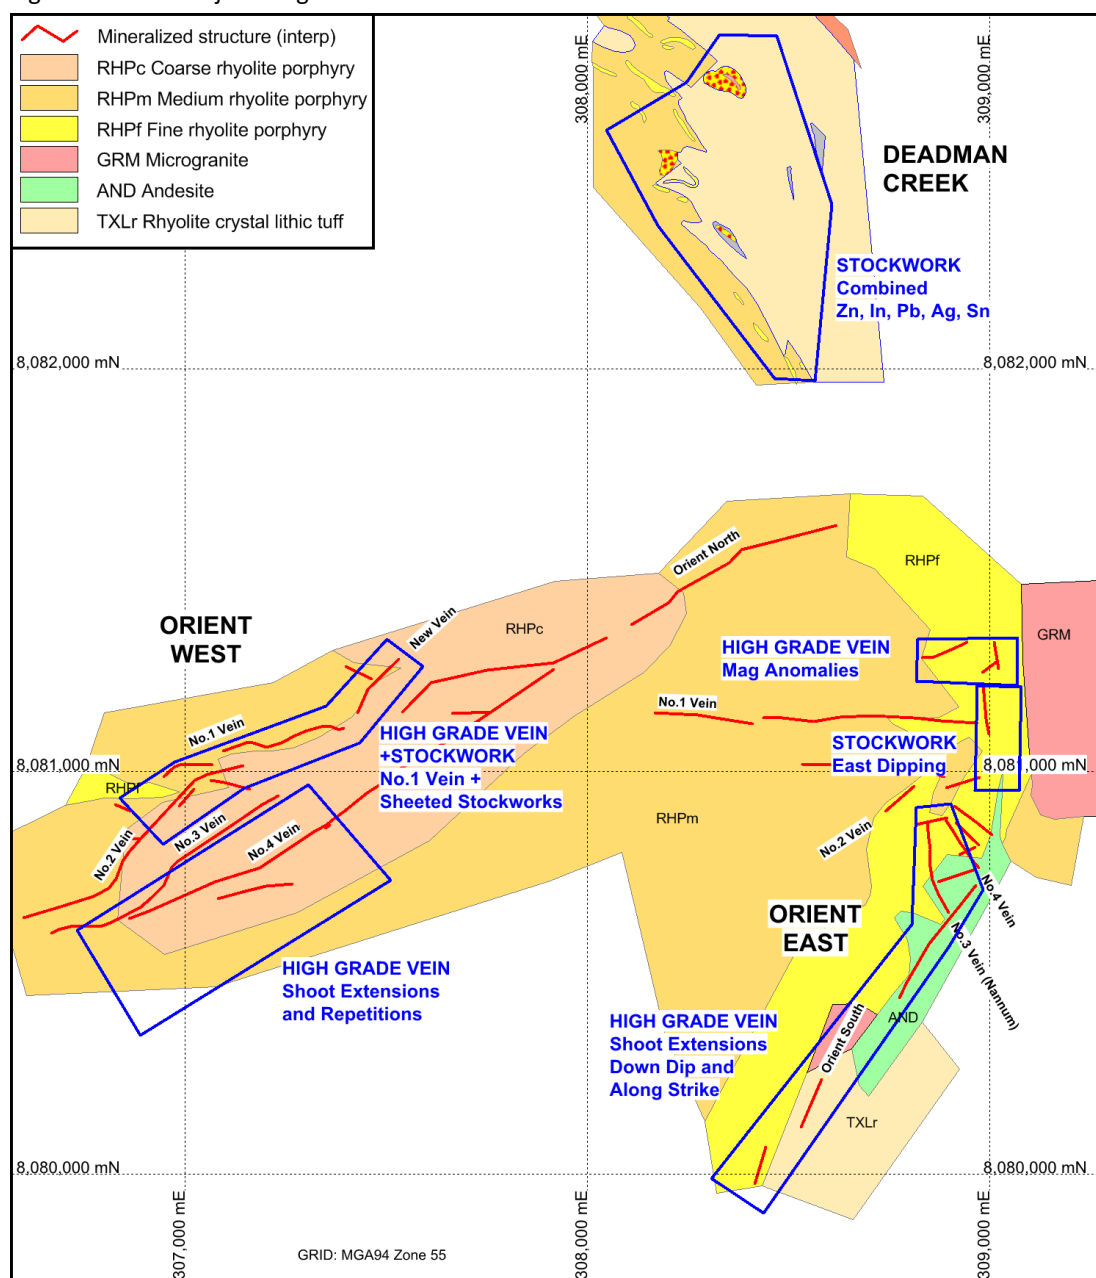 Mineralized structure (interp)
RHPc Coarse rhyolite porphyry
RHPm Medium rhyolite porphyry
RHPf Fine rhyolite porphyry
GRM Microgranite
AND Andesite
TXLr Rhyolite crystal lithic tuff
308,000 mE
309,000 mE
DEADMAN
CREEK
STOCKWORK
Combined
Zn, In, Pb, Ag, Sn
8,082,000 mN
8,082,000 mN
Orient North
RHPf
ORIENT
WEST
New Vein
RHPc
GRM
HIGH GRADE VEIN
Mag Anomalies
No.1 Vein
No.1 Vein
HIGH GRADE VEIN
+STOCKWORK
No.1 Vein +
Sheeted Stockworks
STOCKWORK
East Dipping
8,081,000 mN
8,081,000 mN
RHPf
RHPm
No.2 Vein
No.3 Vein
No.4 Vein
No.2 Vein
No.4 Vein
ORIENT
EAST
No.3 Vein (Nannum)
HIGH GRADE VEIN
Shoot Extensions
and Repetitions
HIGH GRADE VEIN
Shoot Extensions
Down Dip and
Along Strike
AND
Orient South
TXLr
8,080,000 mN
8,080,000 mN
307,000 mE
308,000 mE
309,000 mE
GRID: MGA94 Zone 55